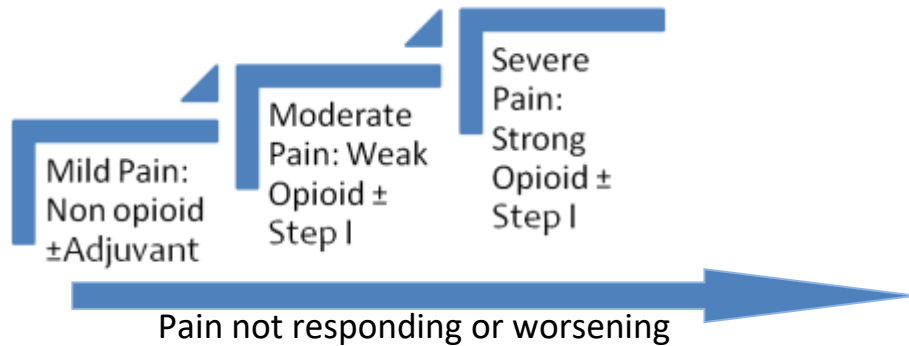 Mild Pain:
Non opioid
±Adjuvant
Moderate
Pain: Weak
Opioid ±
Step I
Severe
Pain:
Strong
Opioid ±
Step I
Pain not responding or worsening